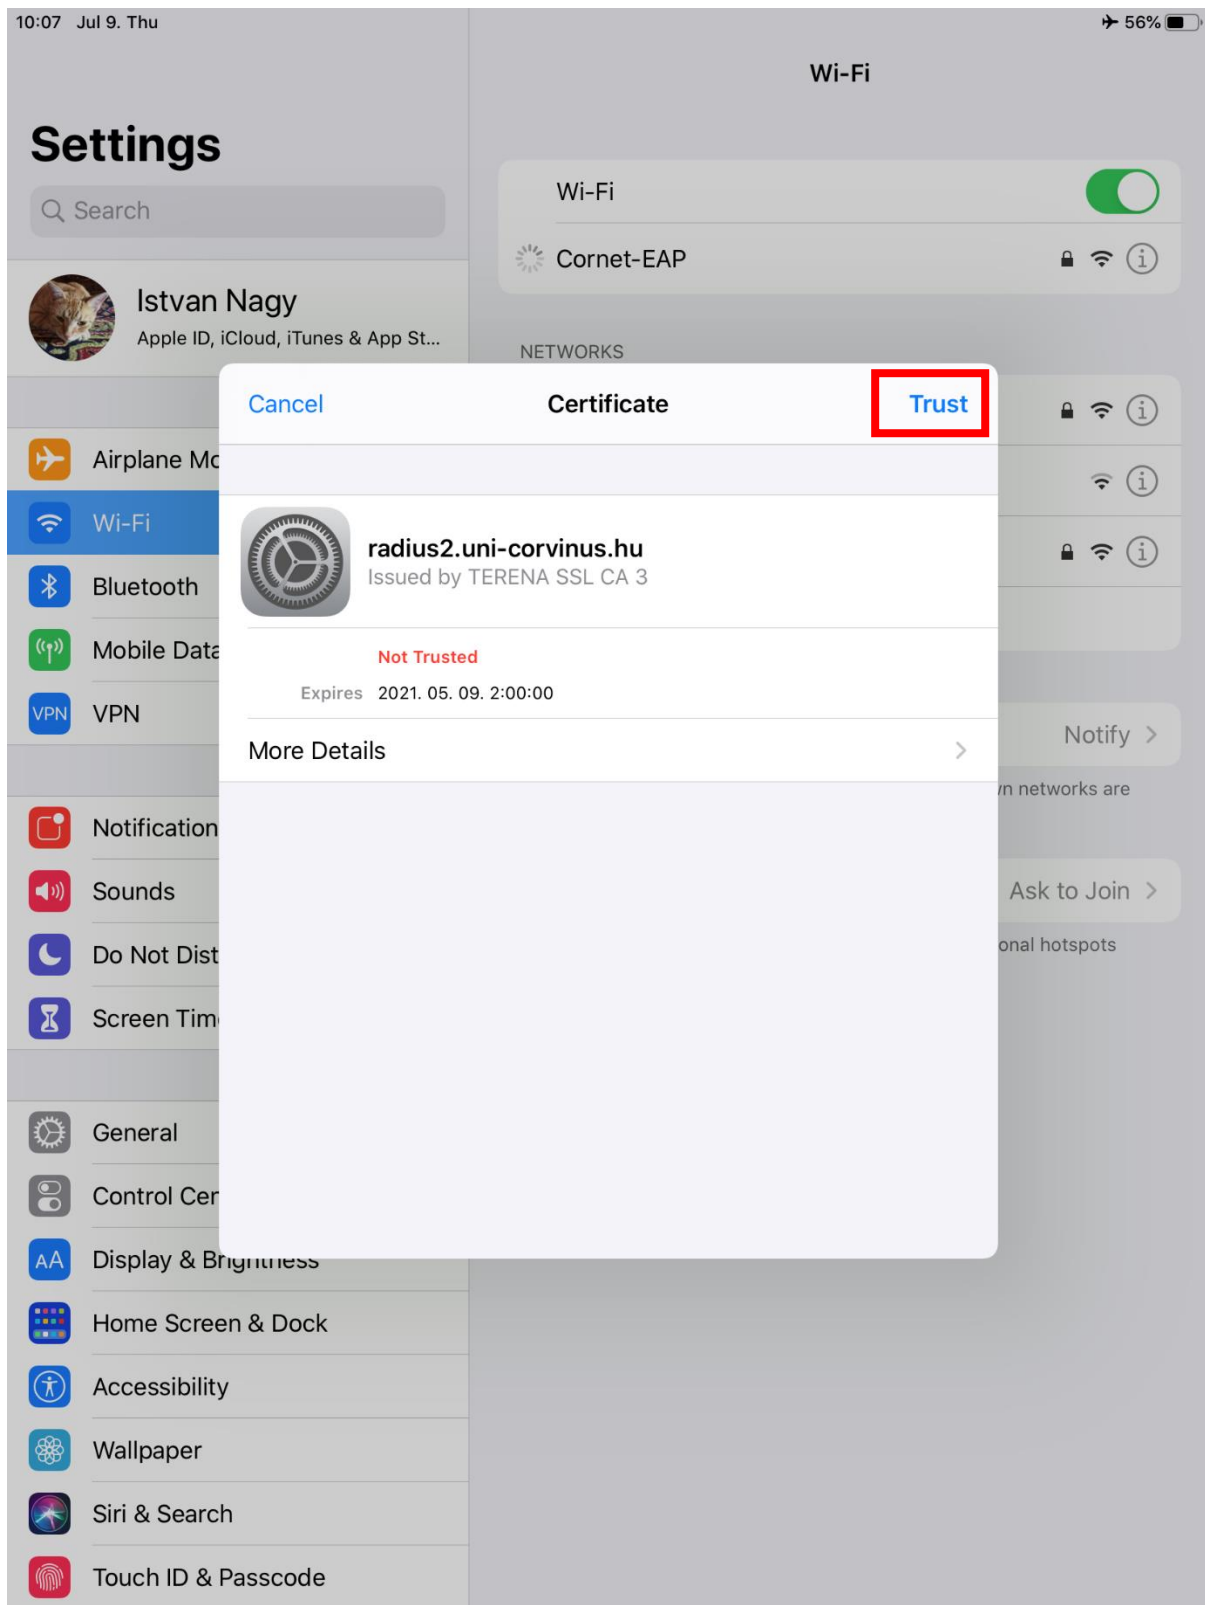 10:07 Jul 9. Thu
56%
Wi-Fi
Settings
Search
Wi-Fi
Cornet-EAP
Istvan Nagy
Apple ID, iCloud, iTunes & App St...
NETWORKS
Cancel
Certificate
Trust
Airplane Mo
Wi-Fi
radius2.uni-corvinus.hu
Issued by TERENA SSL CA 3
Bluetooth
Mobile Data
Not Trusted
Expires 2021. 05. 09. 2:00:00
VPN
VPN
Notify
More Details
n networks are
Notification
Sounds
Ask to Join
Do Not Dist
onal hotspots
Screen Tim
General
Control Cen
AA
Display & Brightness
Home Screen & Dock
Accessibility
Wallpaper
Siri & Search
Touch ID & Passcode